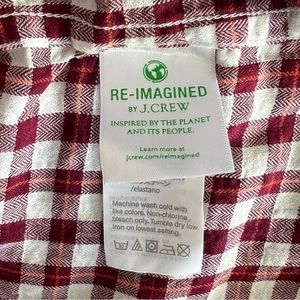 RE-IMAGINED
BY J.CREW
INSPIRED BY THE PLANET
AND ITS PEOPLE.
Learn more at
jcrew.com/reimagined
/elastano
Machine wash cold with
like colors. Non-chlorine
bleach only. Tumble dry low.
Iron on lowest setting.